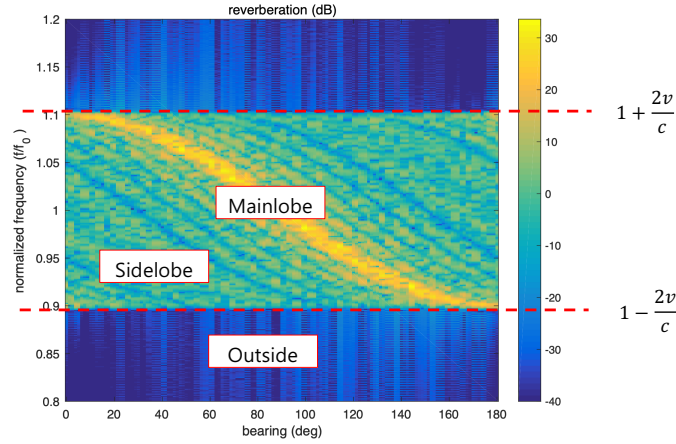 reverberation (dB)
1.2
1.15
1.1
1.05
1
0.95
0.9
0.85
0.8
normalized frequency (f/f₀)
0 20 40 60 80 100 120 140 160 180
bearing (deg)
Mainlobe
Sidelobe
Outside
30
20
10
0
-10
-20
-30
-40
1 + 2v/c
1 − 2v/c